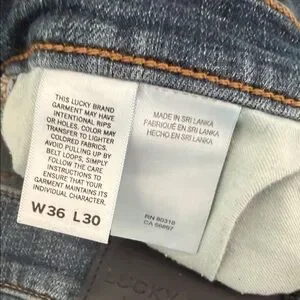 THIS LUCKY BRAND
GARMENT MAY HAVE
INTENTIONAL RIPS
OR HOLES. COLOR MAY
TRANSFER TO LIGHTER
COLORED FABRICS.
AVOID PULLING UP BY
BELT LOOPS, SIMPLY
FOLLOW THE CARE
INSTRUCTIONS TO
ENSURE THAT YOUR
GARMENT MAINTAINS ITS
INDIVIDUAL CHARACTER.
W36 L30
MADE IN SRI LANKA
FABRIQUÉ EN SRI LANKA
HECHO EN SRI LANKA
RN 80318
CA
LUCKY